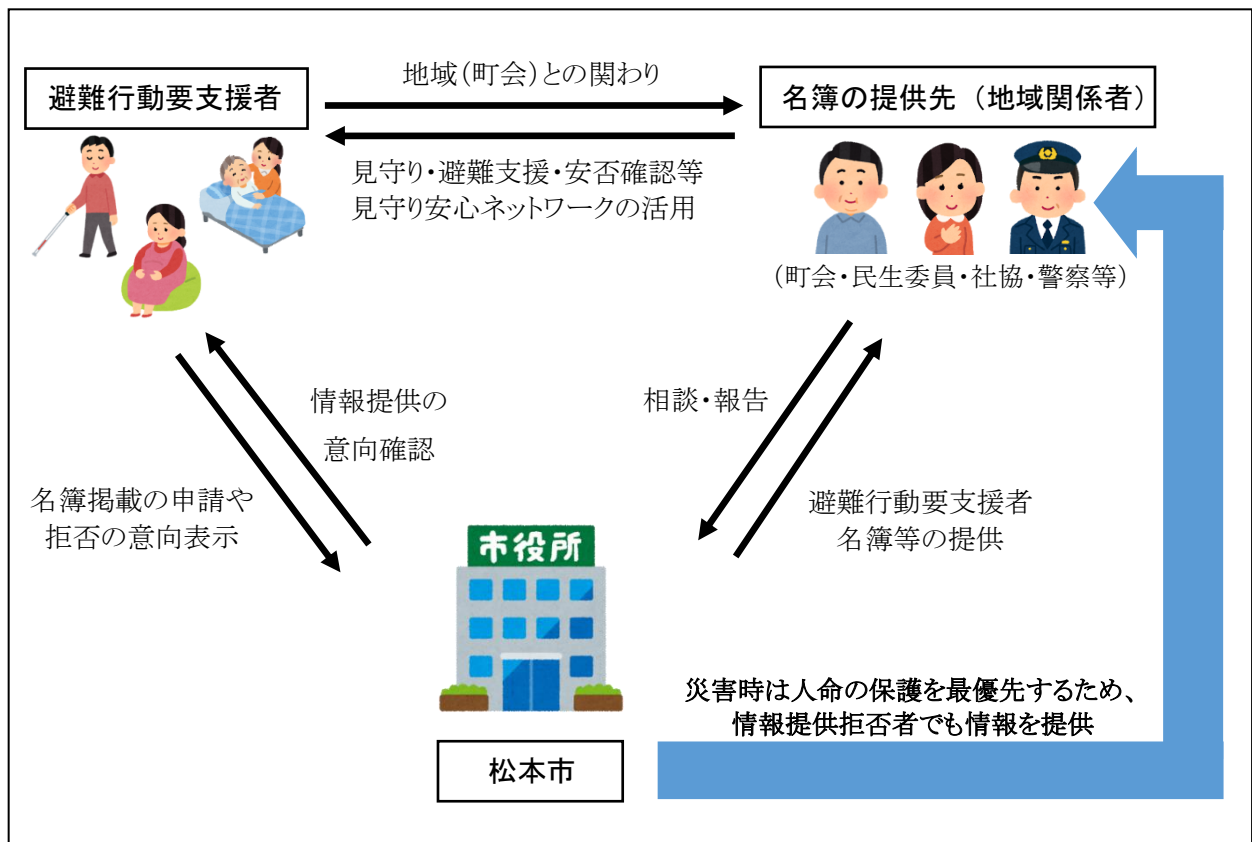 地域(町会)との関わり
避難行動要支援者
名簿の提供先（地域関係者）
見守り・避難支援・安否確認等
見守り安心ネットワークの活用
（町会・民生委員・社協・警察等）
情報提供の
意向確認
相談・報告
名簿掲載の申請や
拒否の意向表示
避難行動要支援者
名簿等の提供
市役所
災害時は人命の保護を最優先するため、
情報提供拒否者でも情報を提供
松本市